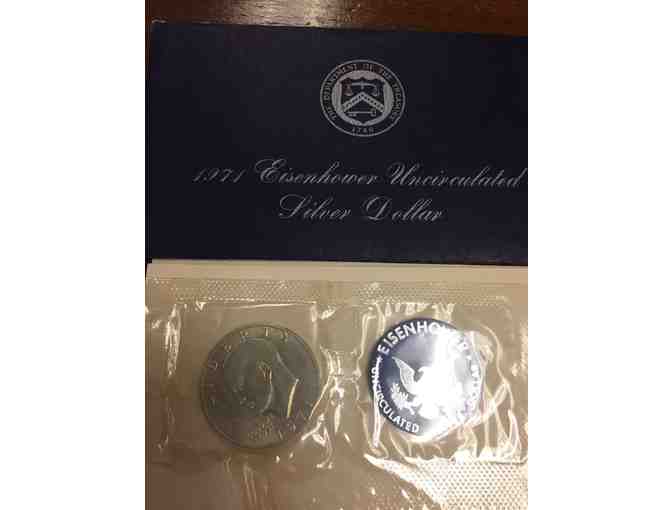 THE DEPARTMENT OF THE TREASURY
1789
1971 Eisenhower Uncirculated
Silver Dollar
LIBERTY
EISENHOWER
UNCIRCULATED